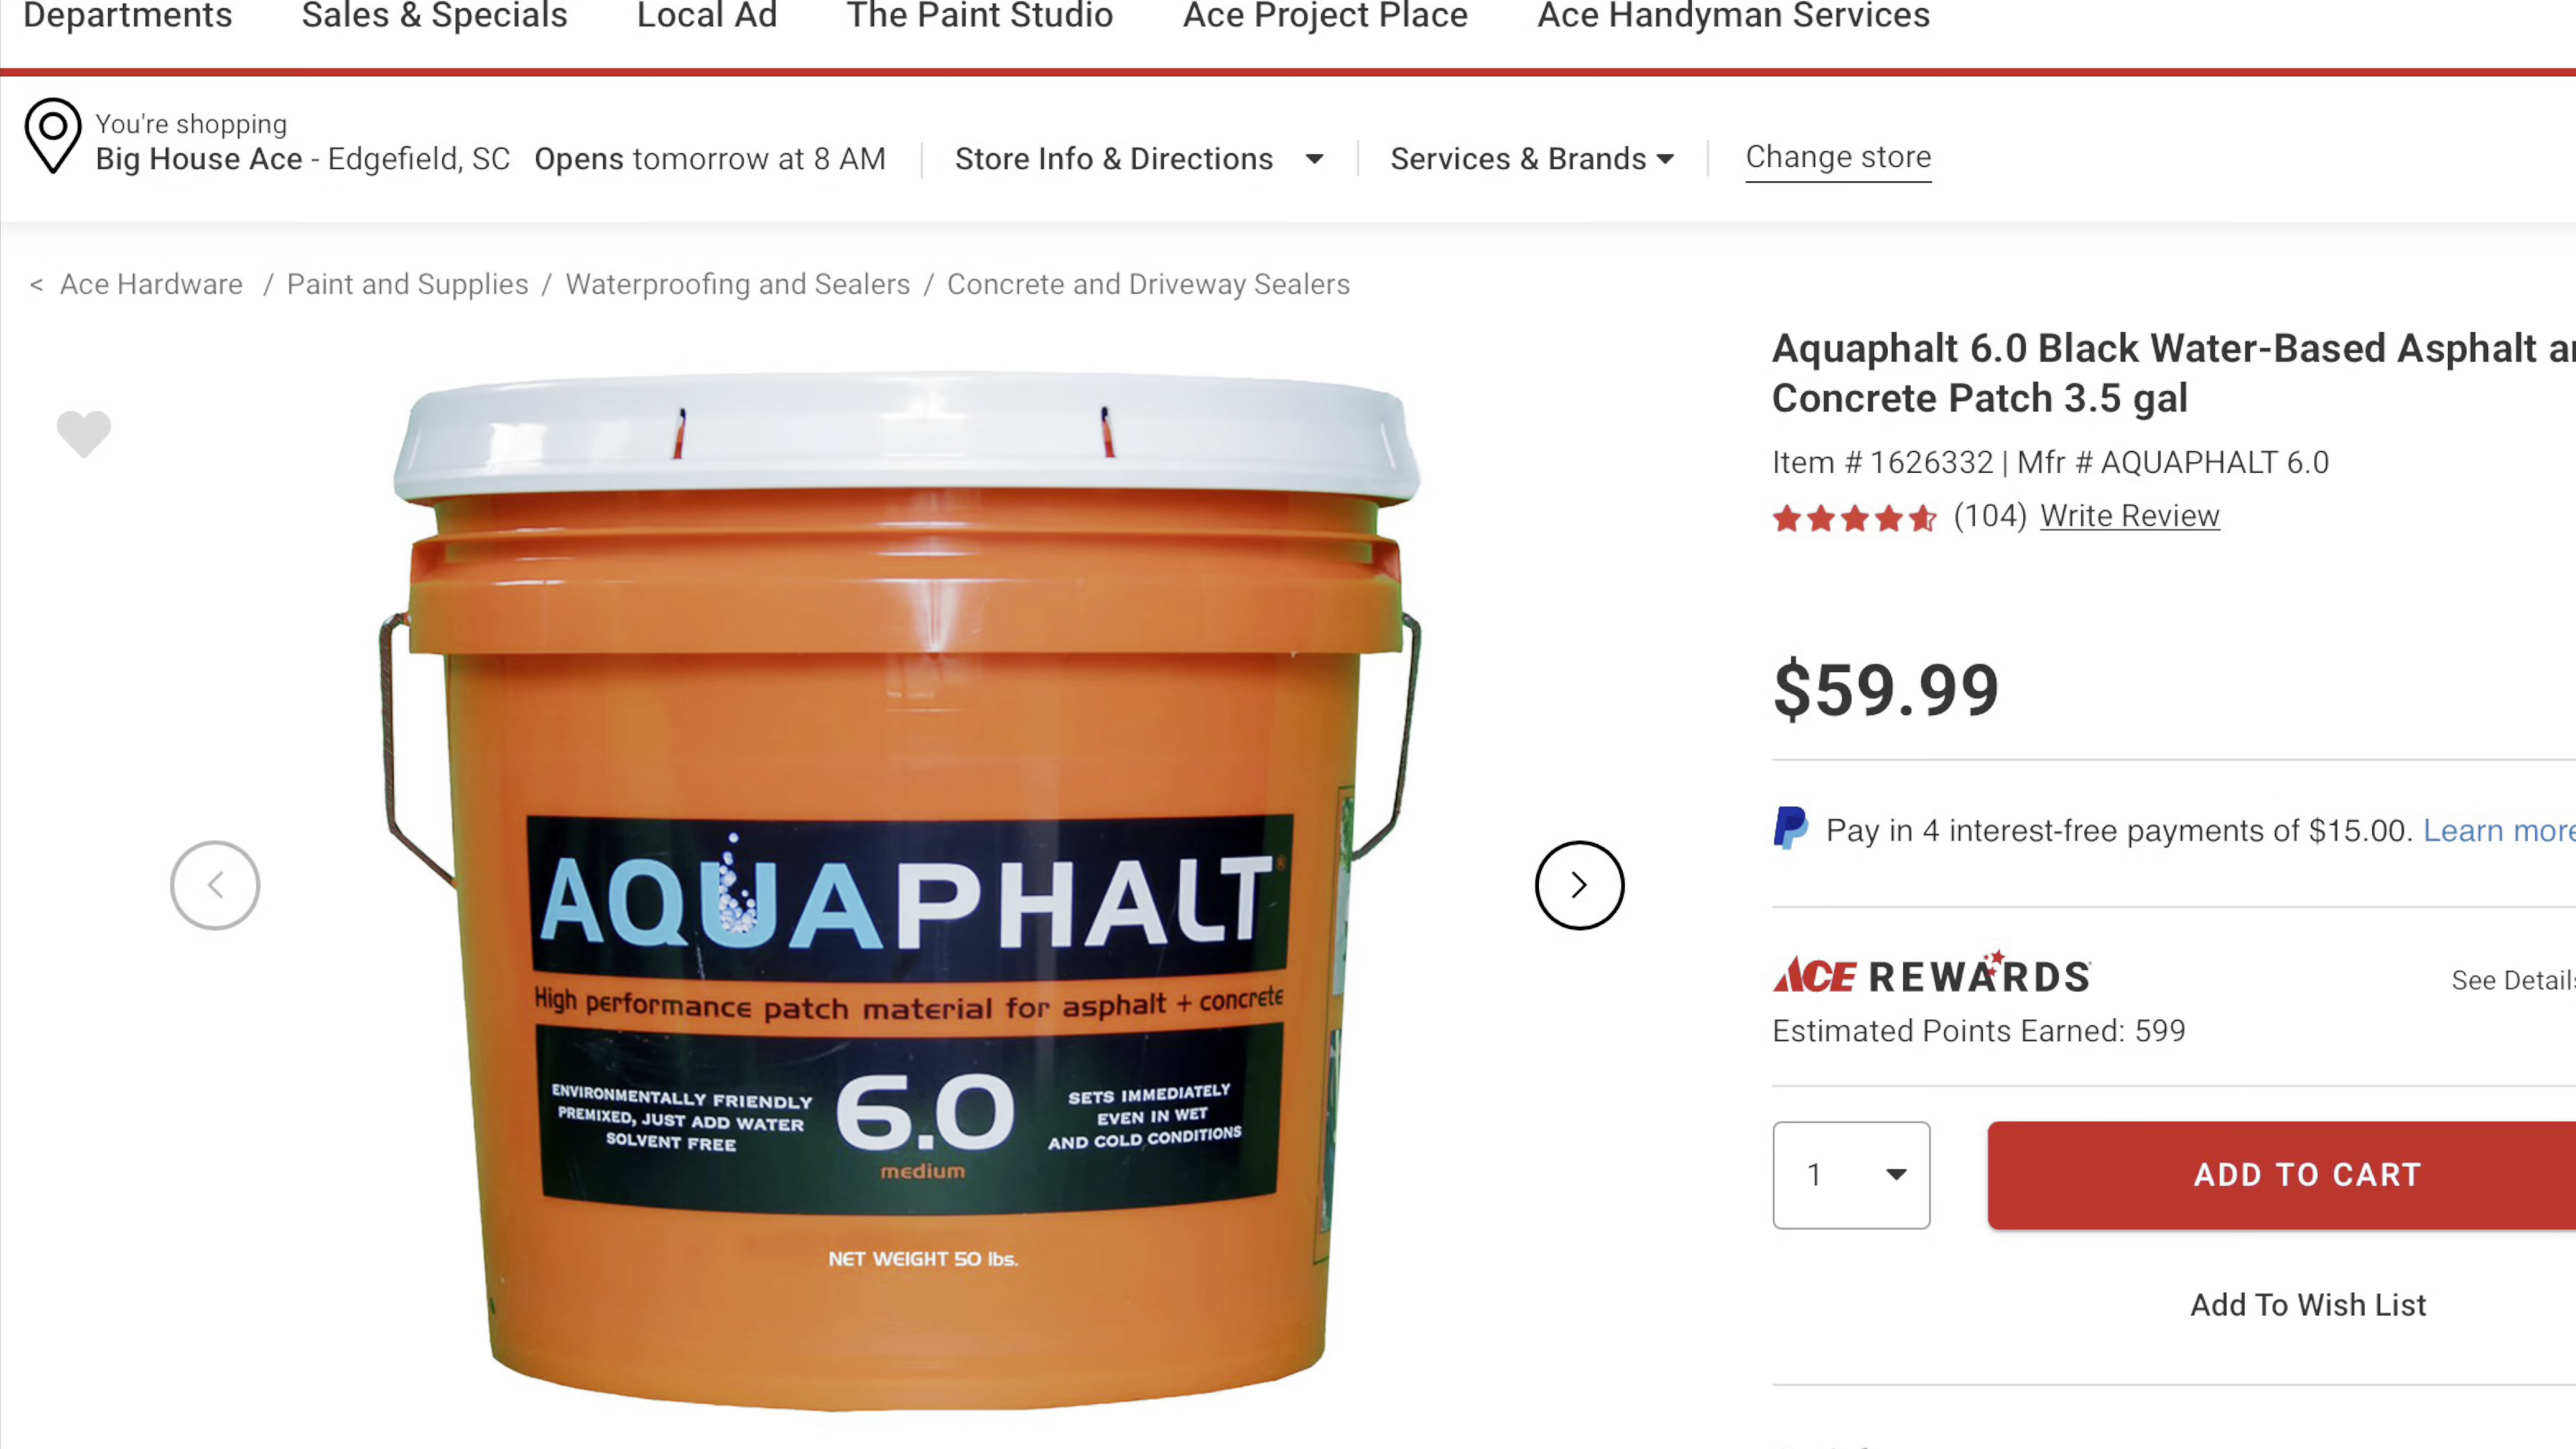 Departments Sales & Specials Local Ad The Paint Studio Ace Project Place Ace Handyman Services
You're shopping
Big House Ace - Edgefield, SC Opens tomorrow at 8 AM Store Info & Directions Services & Brands Change store
< Ace Hardware / Paint and Supplies / Waterproofing and Sealers / Concrete and Driveway Sealers
AQUAPHALT®
High performance patch material for asphalt + concrete
ENVIRONMENTALLY FRIENDLY
PREMIXED, JUST ADD WATER
SOLVENT FREE
6.0
medium
SETS IMMEDIATELY
EVEN IN WET
AND COLD CONDITIONS
NET WEIGHT 50 lbs.
Aquaphalt 6.0 Black Water-Based Asphalt a
Concrete Patch 3.5 gal
Item # 1626332 | Mfr # AQUAPHALT 6.0
(104) Write Review
$59.99
Pay in 4 interest-free payments of $15.00. Learn more
ACE REWARDS
See Details
Estimated Points Earned: 599
1
ADD TO CART
Add To Wish List